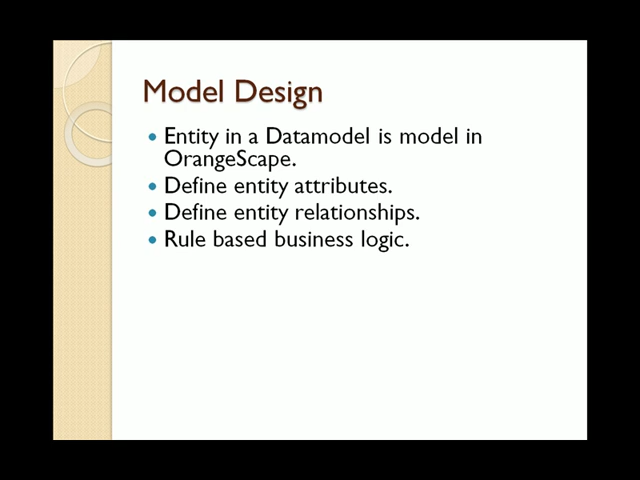 Model Design
Entity in a Datamodel is model in
OrangeScape.
Define entity attributes.
Define entity relationships.
Rule based business logic.